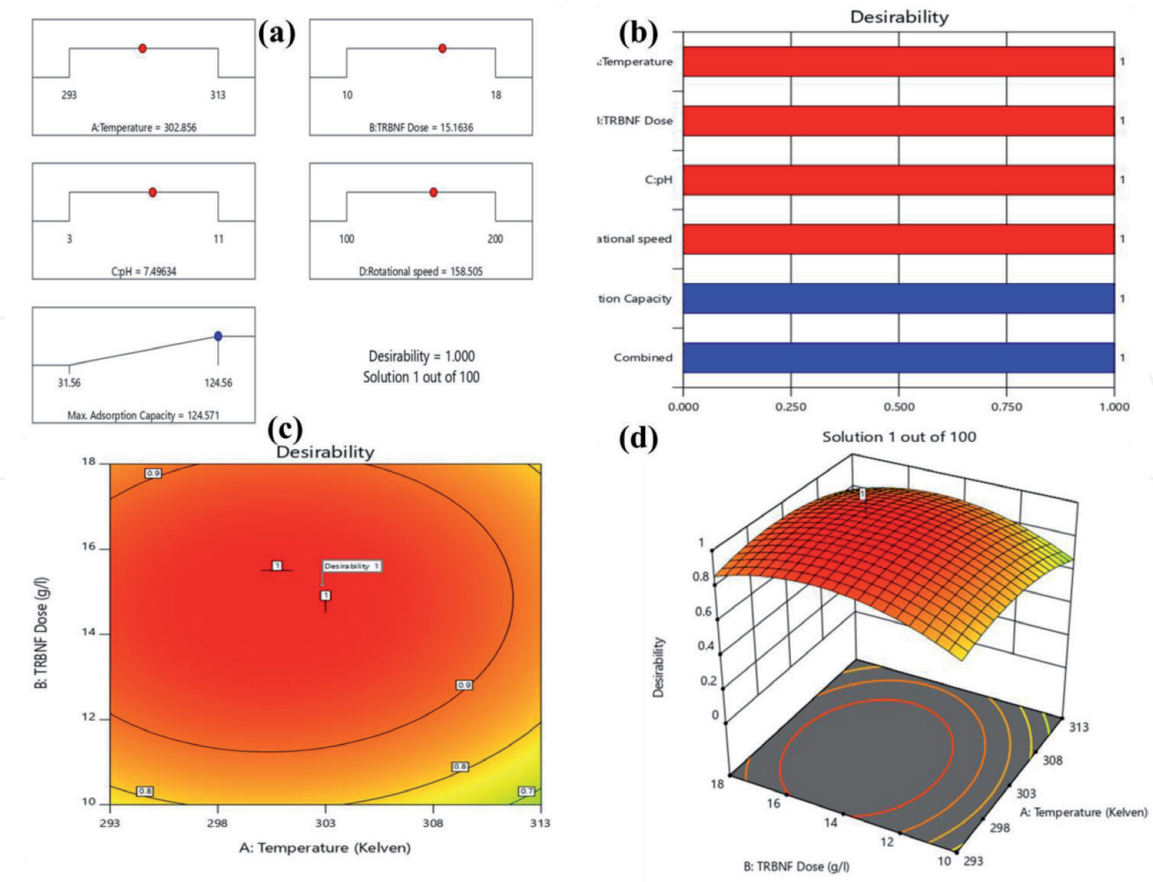 (a)
293
313
A:Temperature = 302.856
10
18
B:TRBNF Dose = 15.1636
3
11
C:pH = 7.49634
100
200
D:Rotational speed = 158.505
31.56
124.56
Max. Adsorption Capacity = 124.571
Desirability = 1.000
Solution 1 out of 100
(b)
Desirability
:Temperature
1
:TRBNF Dose
1
C:pH
1
ational speed
1
tion Capacity
1
Combined
1
0.000
0.250
0.500
0.750
1.000
Solution 1 out of 100
(c)
Desirability
18
16
14
12
10
B: TRBNF Dose (g/l)
0.9
1
Desirability 1
1
0.9
0.8
0.8
0.7
293
298
303
308
313
A: Temperature (Kelven)
(d)
1
1
0.8
0.6
0.4
0.2
0
Desirability
18
16
14
12
10
B: TRBNF Dose (g/l)
293
298
303
308
313
A: Temperature (Kelven)